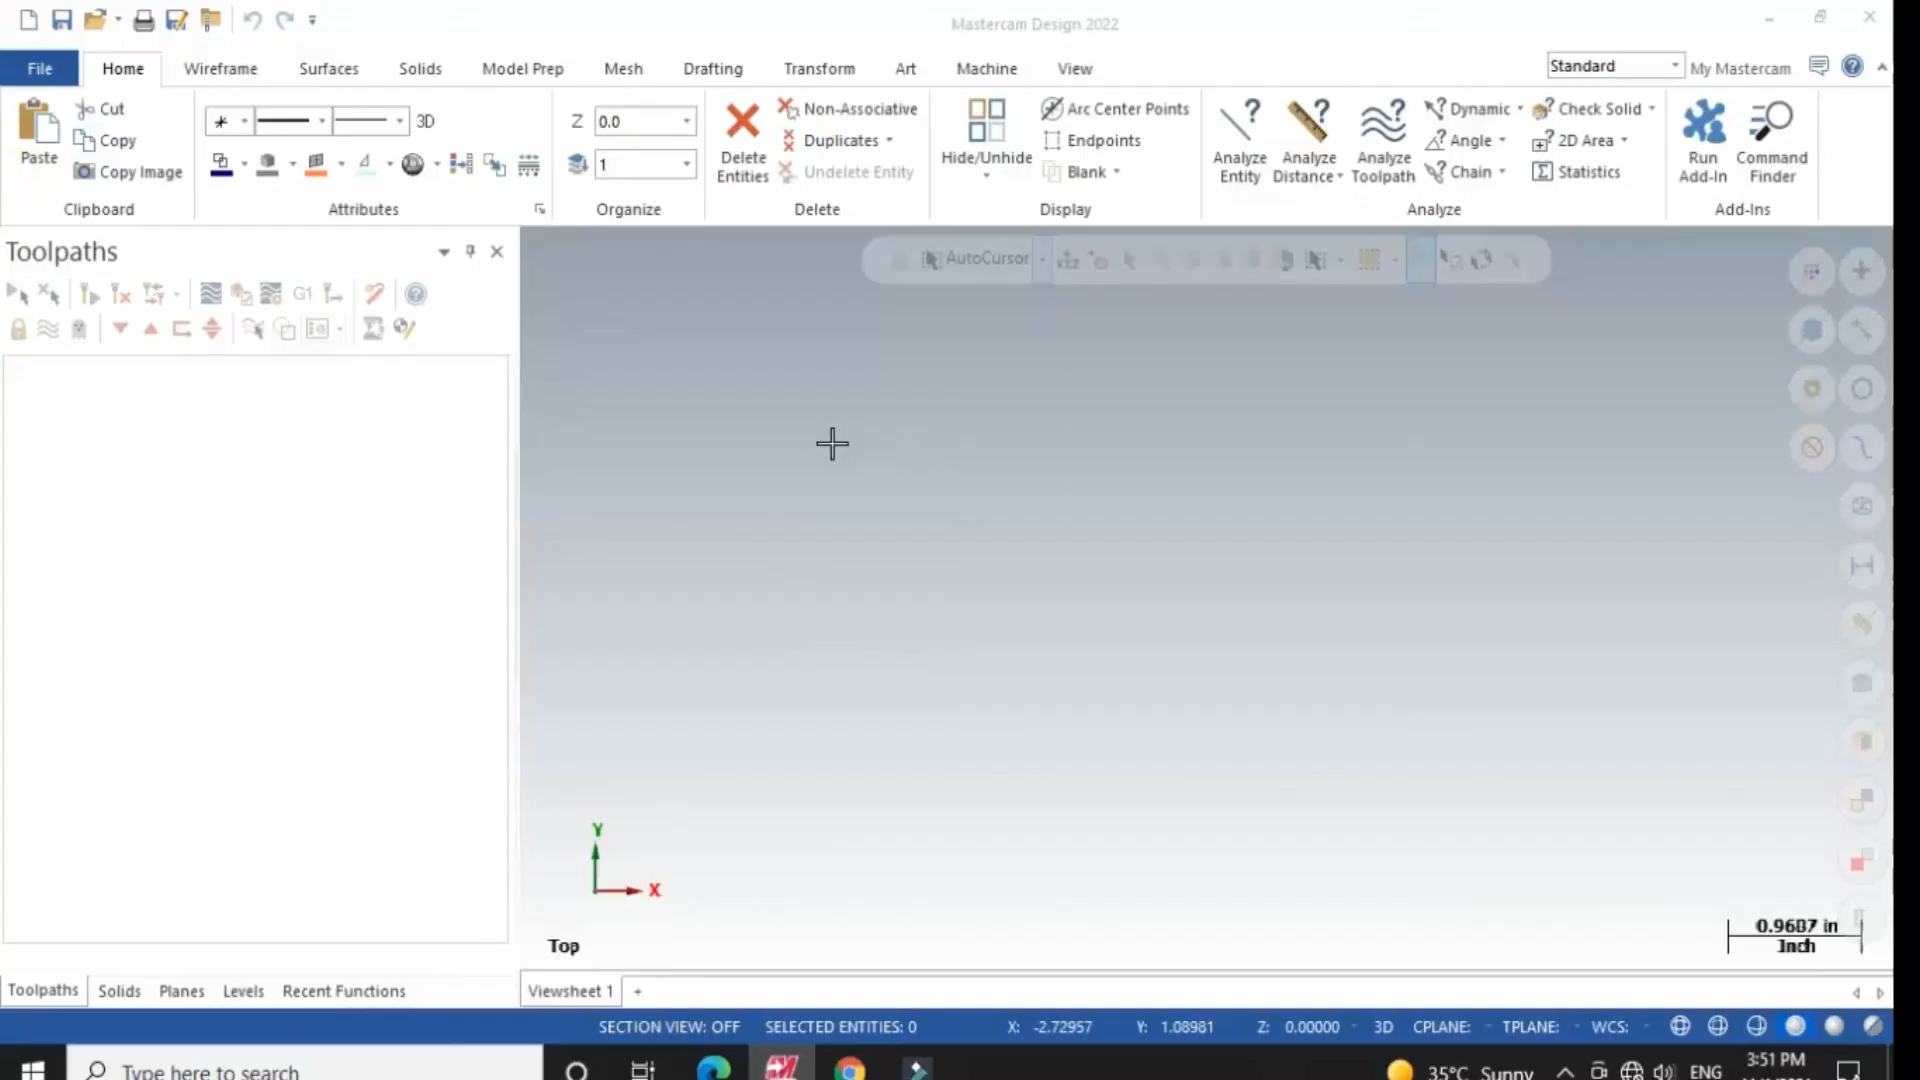 Mastercam Design 2022
File Home Wireframe Surfaces Solids Model Prep Mesh Drafting Transform Art Machine View Standard My Mastercam
Paste
Cut
Copy
Copy Image
Clipboard
3D
Attributes
Z 0.0
1
Organize
Delete Entities
Non-Associative
Duplicates
Undelete Entity
Delete
Hide/Unhide
Arc Center Points
Endpoints
Blank
Display
Analyze Entity
Analyze Distance
Analyze Toolpath
Dynamic
Angle
Chain
Check Solid
2D Area
Statistics
Analyze
Run Add-In
Command Finder
Add-Ins
Toolpaths
G1
AutoCursor
Y
X
Top
0.9687 in
Inch
Toolpaths Solids Planes Levels Recent Functions
Viewsheet 1 +
SECTION VIEW: OFF SELECTED ENTITIES: 0 X: -2.72957 Y: 1.08981 Z: 0.00000 3D CPLANE: TPLANE: WCS:
Type here to search
35°C Sunny ENG 3:51 PM